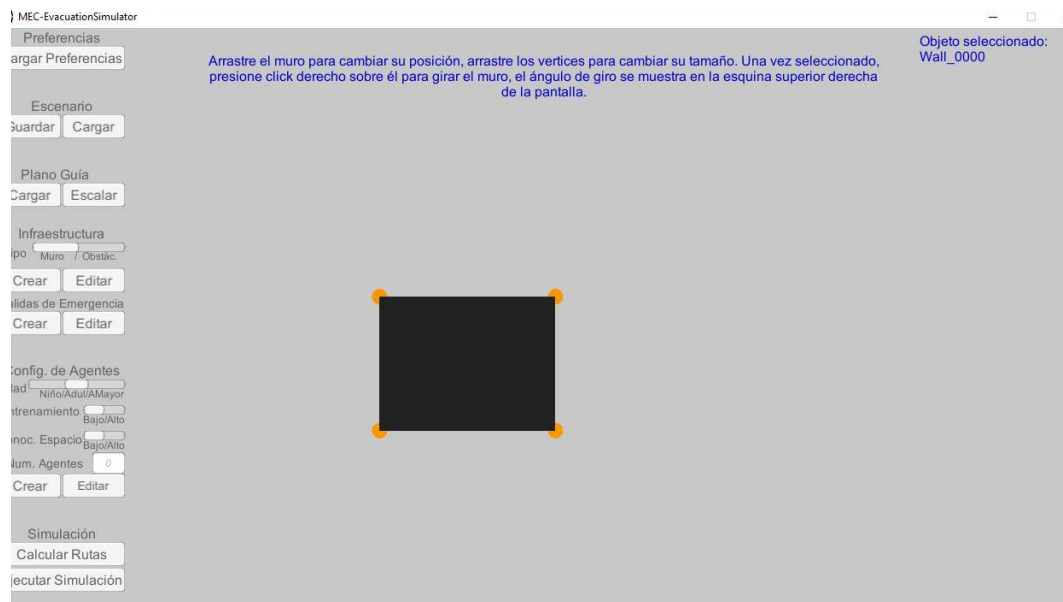 MEC-EvacuationSimulator
Preferencias
argar Preferencias
Objeto seleccionado:
Wall_0000
Arrastre el muro para cambiar su posición, arrastre los vertices para cambiar su tamaño. Una vez seleccionado,
presione click derecho sobre él para girar el muro, el ángulo de giro se muestra en la esquina superior derecha
de la pantalla.
Escenario
Guardar Cargar
Plano Guía
Cargar Escalar
Infraestructura
ipo Muro / Obstác.
Crear Editar
alidas de Emergencia
Crear Editar
Config. de Agentes
dad Niño/Adul/AMayor
ntrenamiento Bajo/Alto
onoc. Espacio Bajo/Alto
Num. Agentes 0
Crear Editar
Simulación
Calcular Rutas
jecutar Simulación